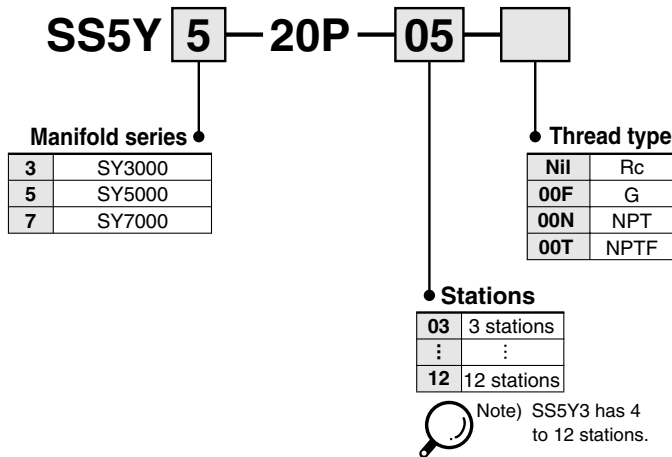 SS5Y 5 — 20P — 05 —
Manifold series
3 SY3000
5 SY5000
7 SY7000
Thread type
Nil Rc
00F G
00N NPT
00T NPTF
Stations
03 3 stations
⋮ ⋮
12 12 stations
Note) SS5Y3 has 4
to 12 stations.